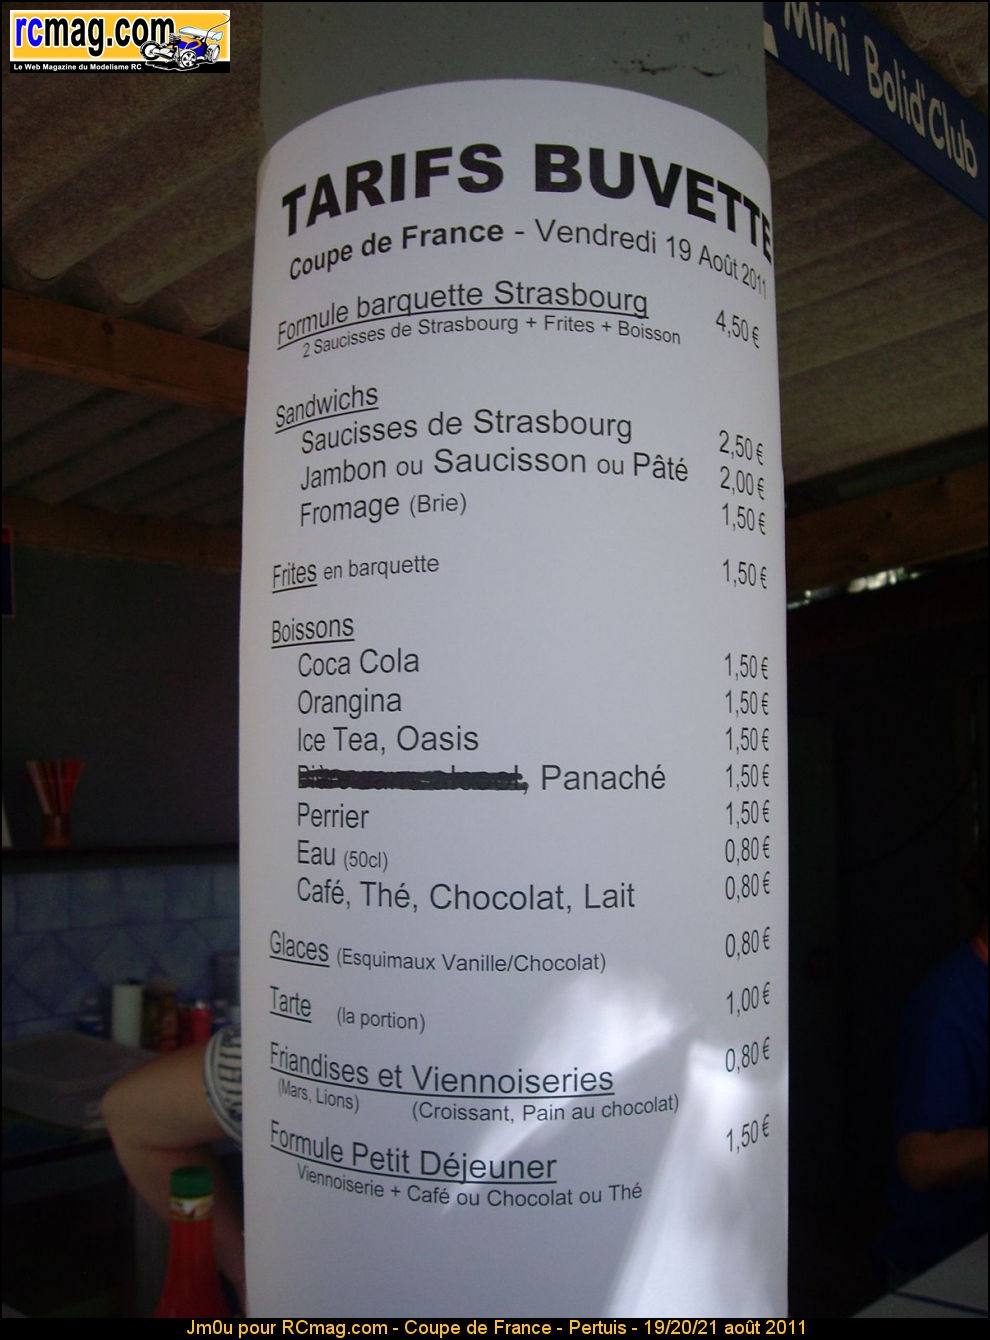 rcmag.com
Le Web Magazine du Modelisme RC
Mini Bolid'Club
TARIFS BUVETTE
Coupe de France - Vendredi 19 Août 2011
Formule barquette Strasbourg 4,50 €
2 Saucisses de Strasbourg + Frites + Boisson
Sandwichs
Saucisses de Strasbourg 2,50 €
Jambon ou Saucisson ou Pâté 2,00 €
Fromage (Brie) 1,50 €
Frites en barquette 1,50 €
Boissons
Coca Cola 1,50 €
Orangina 1,50 €
Ice Tea, Oasis 1,50 €
, Panaché 1,50 €
Perrier 1,50 €
Eau (50cl) 0,80 €
Café, Thé, Chocolat, Lait 0,80 €
Glaces (Esquimaux Vanille/Chocolat) 0,80 €
Tarte (la portion) 1,00 €
Friandises et Viennoiseries 0,80 €
(Mars, Lions) (Croissant, Pain au chocolat)
Formule Petit Déjeuner 1,50 €
Viennoiserie + Café ou Chocolat ou Thé
Jm0u pour RCmag.com - Coupe de France - Pertuis - 19/20/21 août 2011